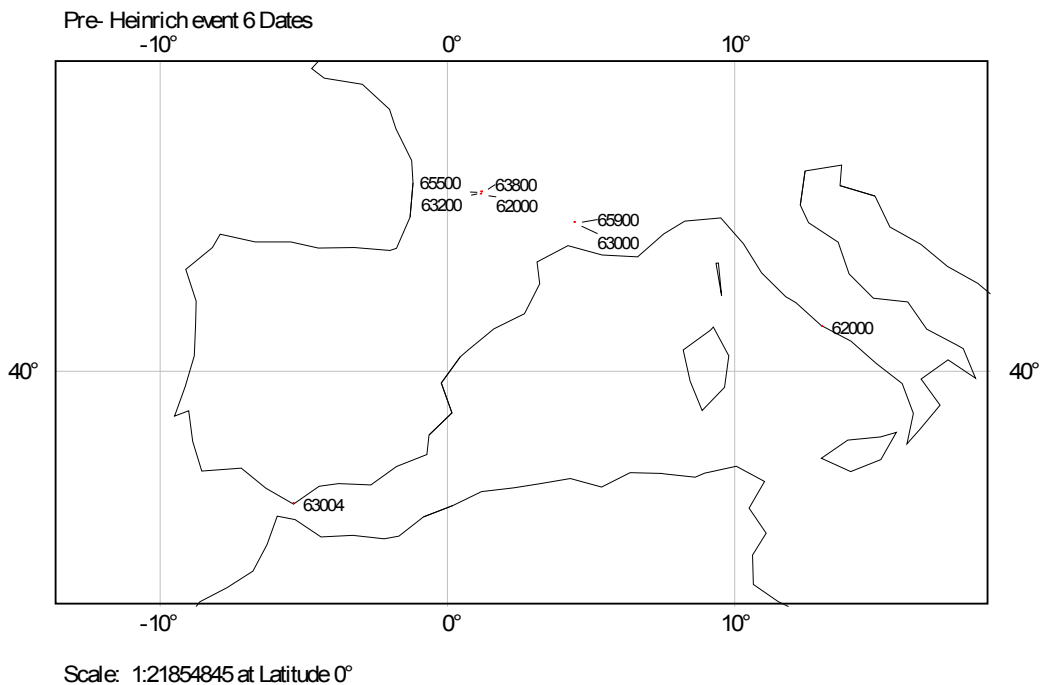 Pre- Heinrich event 6 Dates
-10° 0° 10°
65500 63800
63200 62000
65900
63000
62000
40° 40°
63004
-10° 0° 10°
Scale: 1:21854845 at Latitude 0°